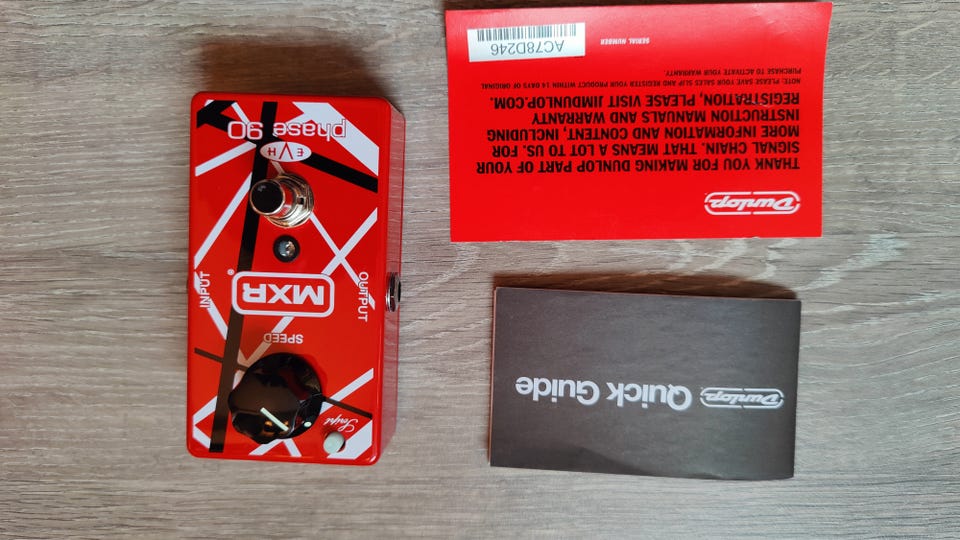 Script
SPEED
MXR®
INPUT
OUTPUT
EVH
phase 90
Dunlop
THANK YOU FOR MAKING DUNLOP PART OF YOUR
SIGNAL CHAIN. THAT MEANS A LOT TO US. FOR
MORE INFORMATION AND CONTENT, INCLUDING
INSTRUCTION MANUALS AND WARRANTY
REGISTRATION, PLEASE VISIT JIMDUNLOP.COM.
NOTE: PLEASE SAVE YOUR SALES SLIP AND REGISTER YOUR PRODUCT WITHIN 14 DAYS OF ORIGINAL
PURCHASE TO ACTIVATE YOUR WARRANTY.
SERIAL NUMBER
AC78D246
Dunlop
Quick Guide